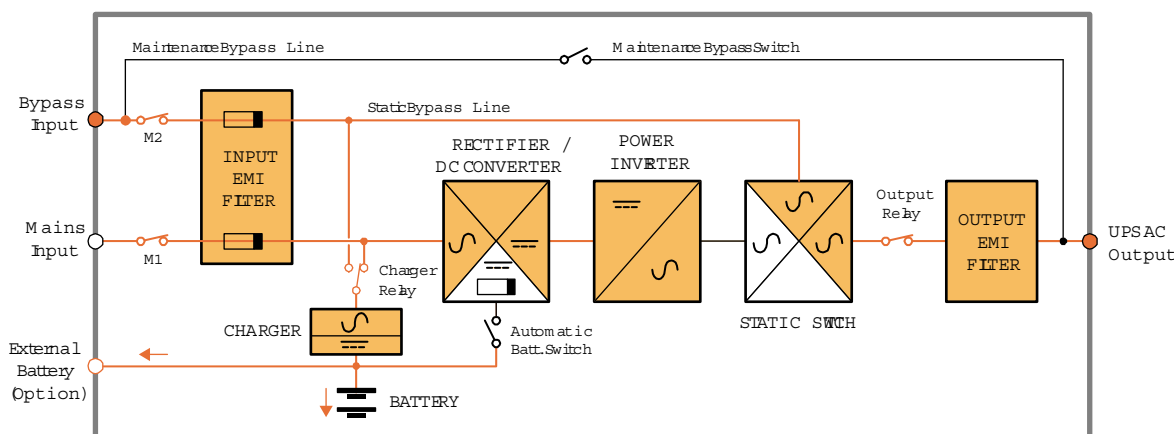 Maintenance Bypass Line
Maintenance Bypass Switch
Bypass
Input
M2
Static Bypass Line
INPUT
EMI
FILTER
RECTIFIER /
DC CONVERTER
POWER
INVERTER
Mains
Input
M1
Charger
Relay
Output
Relay
OUTPUT
EMI
FILTER
UPS AC
Output
CHARGER
Automatic
Batt. Switch
STATIC SWITCH
External
Battery
(Option)
BATTERY